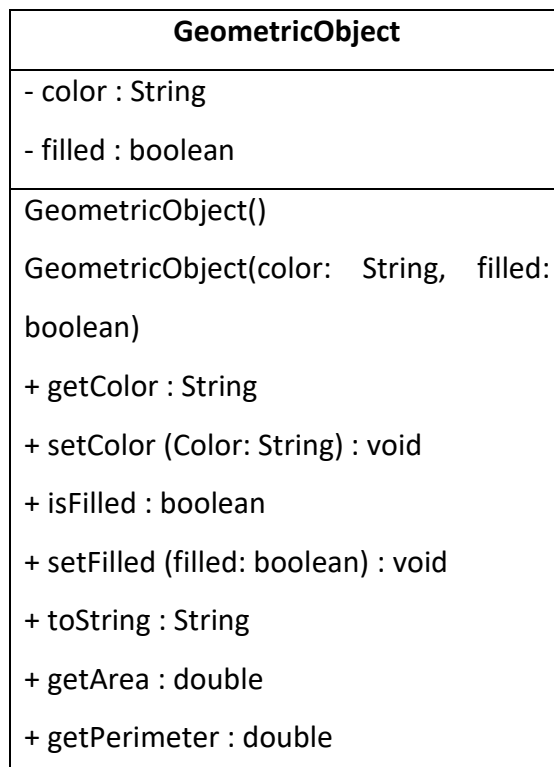 GeometricObject
- color : String
- filled : boolean
GeometricObject()
GeometricObject(color: String, filled:
boolean)
+ getColor : String
+ setColor (Color: String) : void
+ isFilled : boolean
+ setFilled (filled: boolean) : void
+ toString : String
+ getArea : double
+ getPerimeter : double